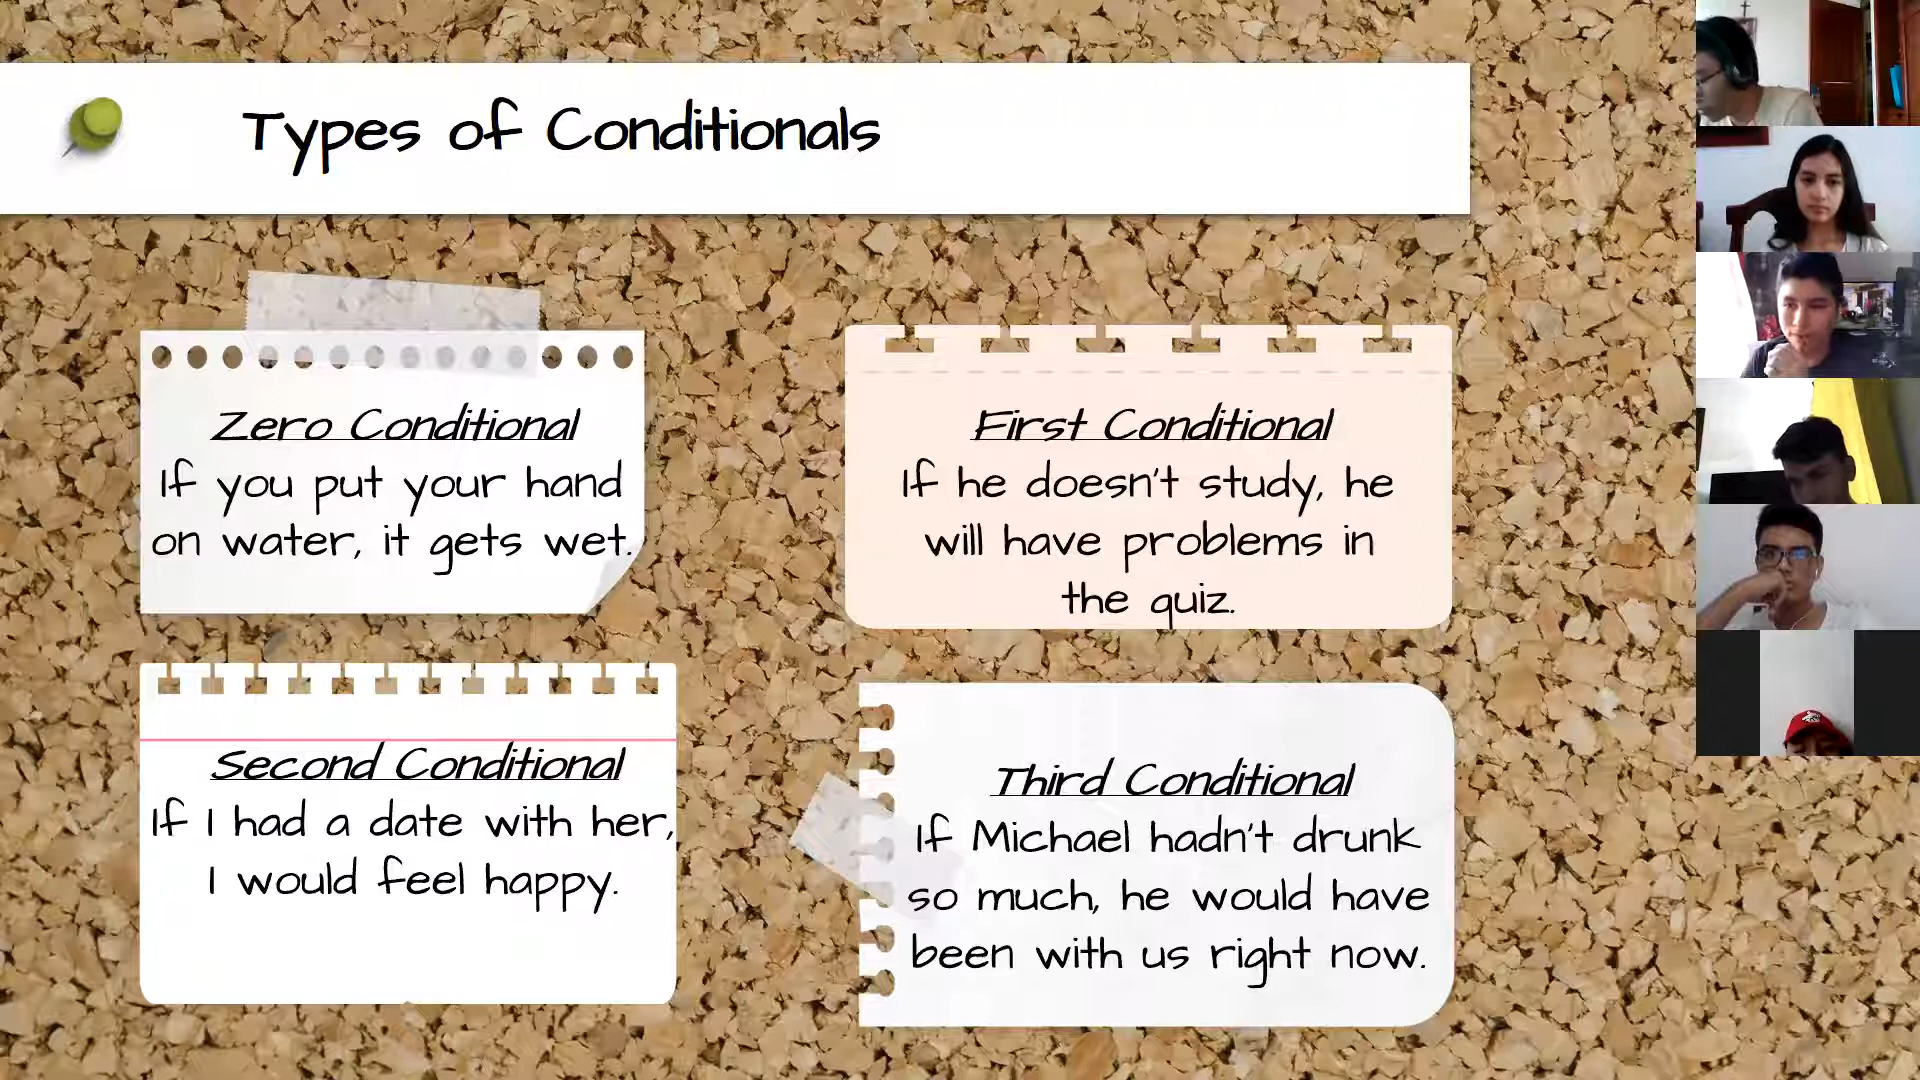 Types of Conditionals
Zero Conditional
If you put your hand
on water, it gets wet.
First Conditional
If he doesn't study, he
will have problems in
the quiz.
Second Conditional
If I had a date with her,
I would feel happy.
Third Conditional
If Michael hadn't drunk
so much, he would have
been with us right now.